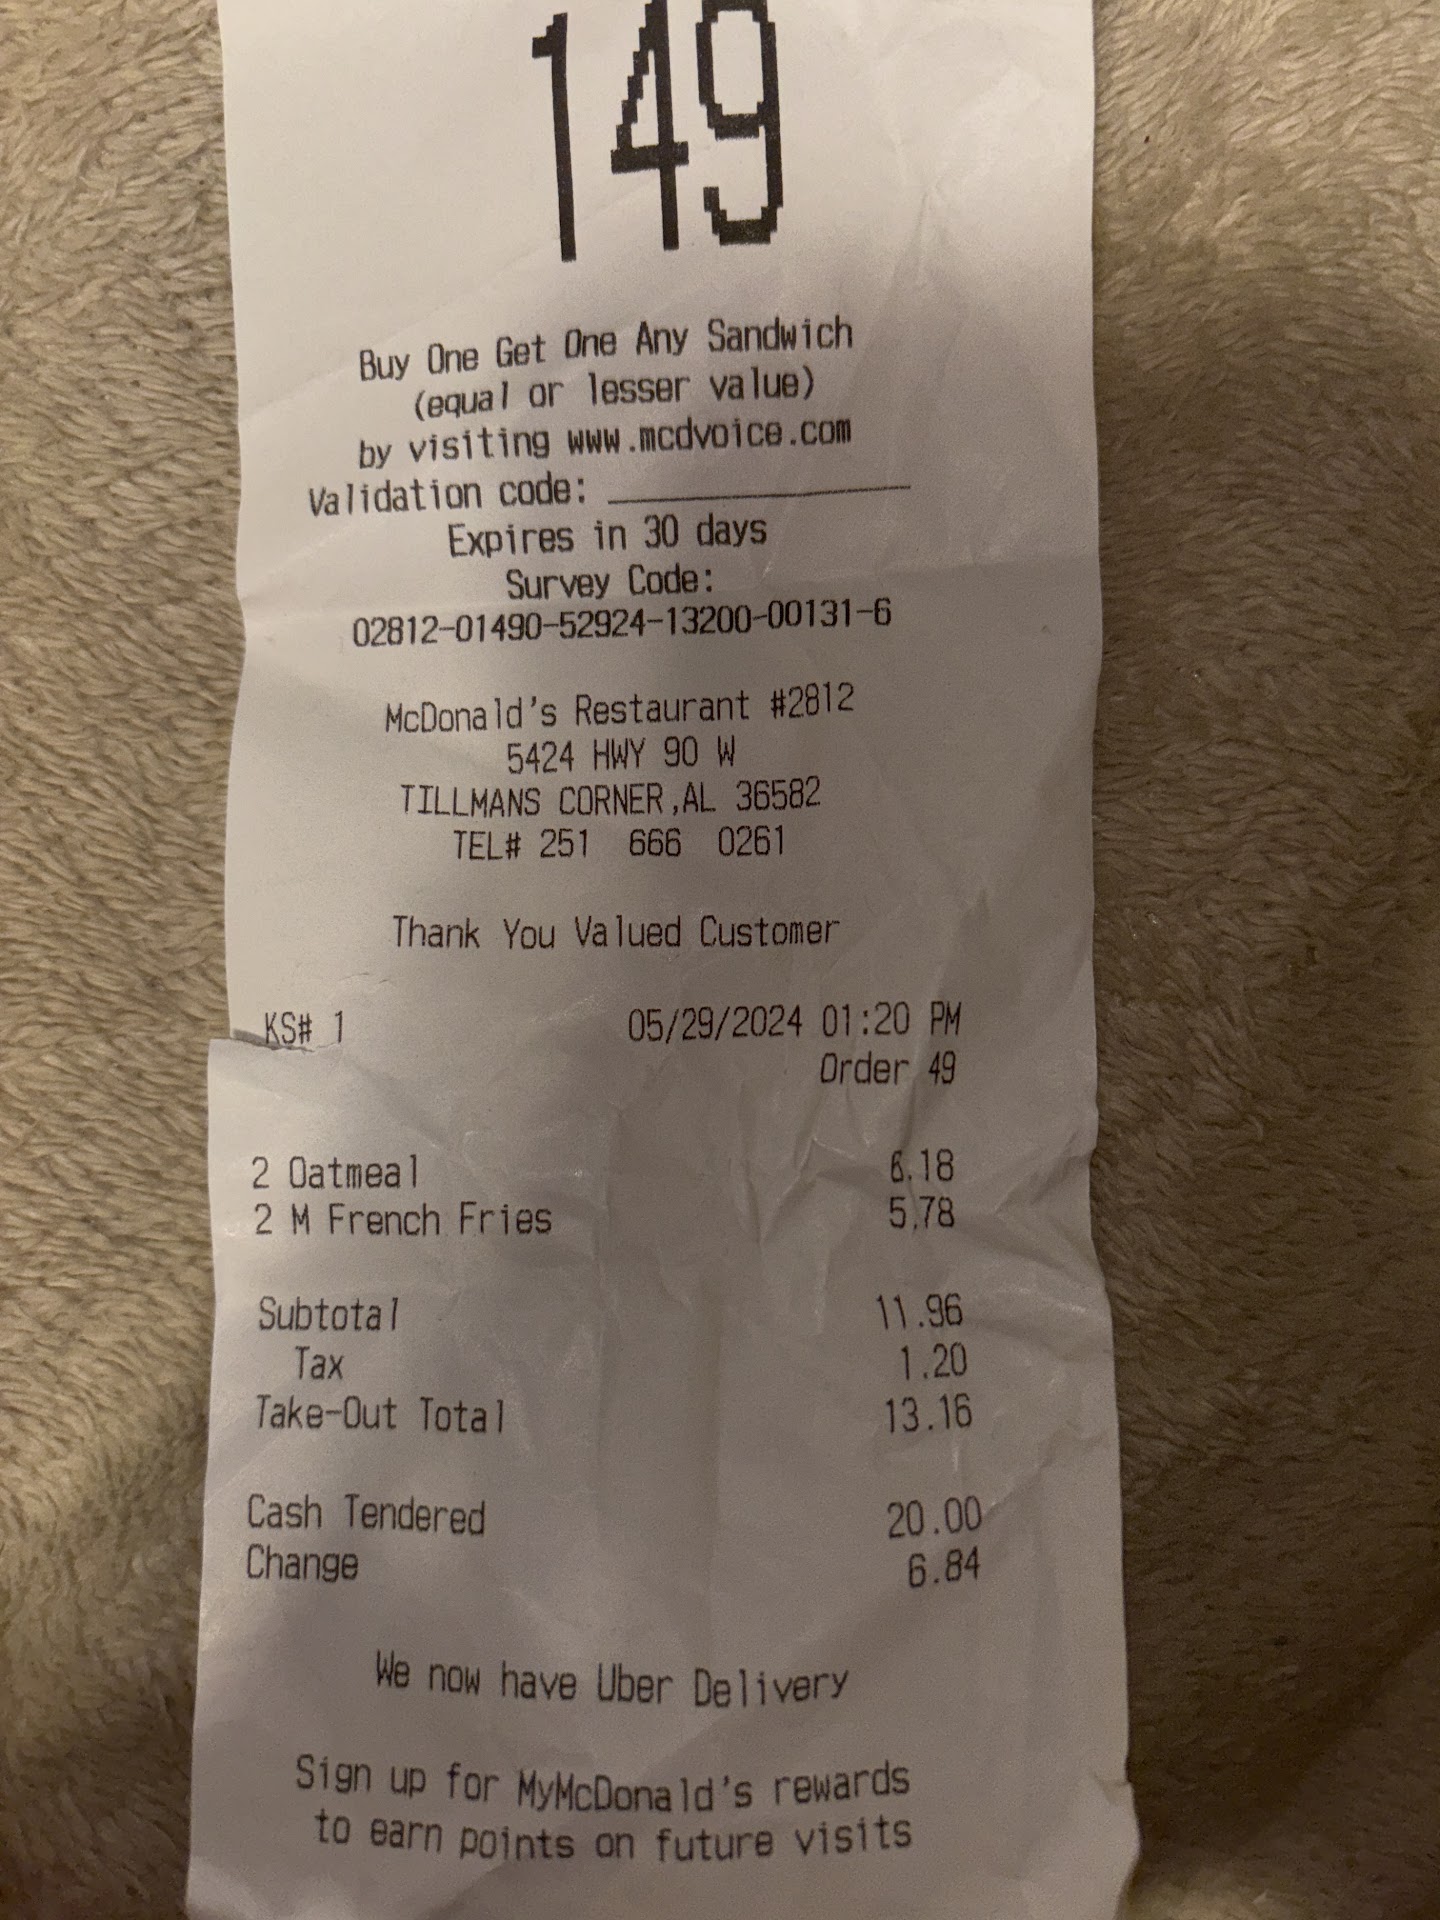 149
Buy One Get One Any Sandwich
(equal or lesser value)
by visiting www.mcdvoice.com
Validation code: ________________
Expires in 30 days
Survey Code:
02812-01490-52924-13200-00131-6
McDonald's Restaurant #2812
5424 HWY 90 W
TILLMANS CORNER,AL 36582
TEL# 251 666 0261
Thank You Valued Customer
KS# 1 05/29/2024 01:20 PM
Order 49
2 Oatmeal 6.18
2 M French Fries 5.78
Subtotal 11.96
Tax 1.20
Take-Out Total 13.16
Cash Tendered 20.00
Change 6.84
We now have Uber Delivery
Sign up for MyMcDonald's rewards
to earn points on future visits